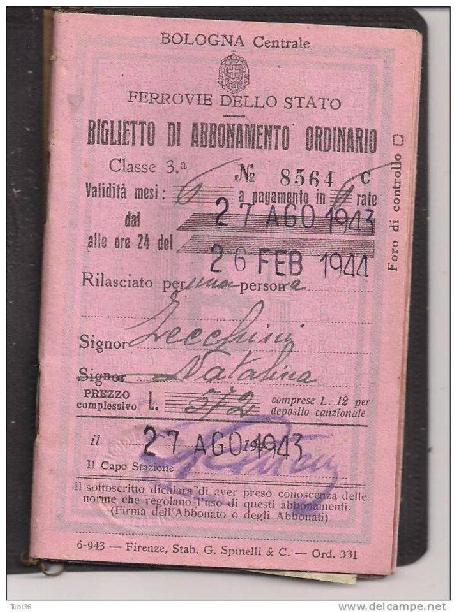 BOLOGNA Centrale
FERROVIE DELLO STATO
BIGLIETTO DI ABBONAMENTO ORDINARIO
Classe 3.a № 8564 C
Validità mesi: 6 a pagamento in rate
dal 27 AGO 1943
alle ore 24 del 26 FEB 1944
Rilasciato per una persona
Signor Zecchini
Signor Natalina
PREZZO complessivo L. 572 comprese L. 12 per deposito cauzionale
il 27 AGO 1943
Il Capo Stazione
Il sottoscritto dichiara di aver preso conoscenza delle
norme che regolano l'uso di questi abbonamenti.
(Firma dell'Abbonato o degli Abbonati)
6-943 — Firenze, Stab. G. Spinelli & C. — Ord. 331
Foro di controllo
delcampe.net